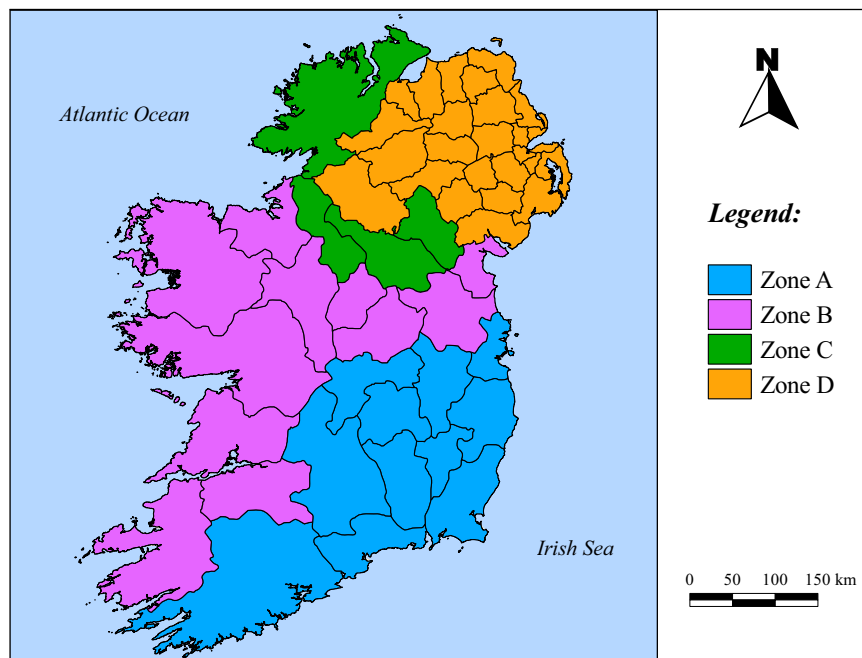 Atlantic Ocean
Irish Sea
N
Legend:
Zone A
Zone B
Zone C
Zone D
0 50 100 150 km